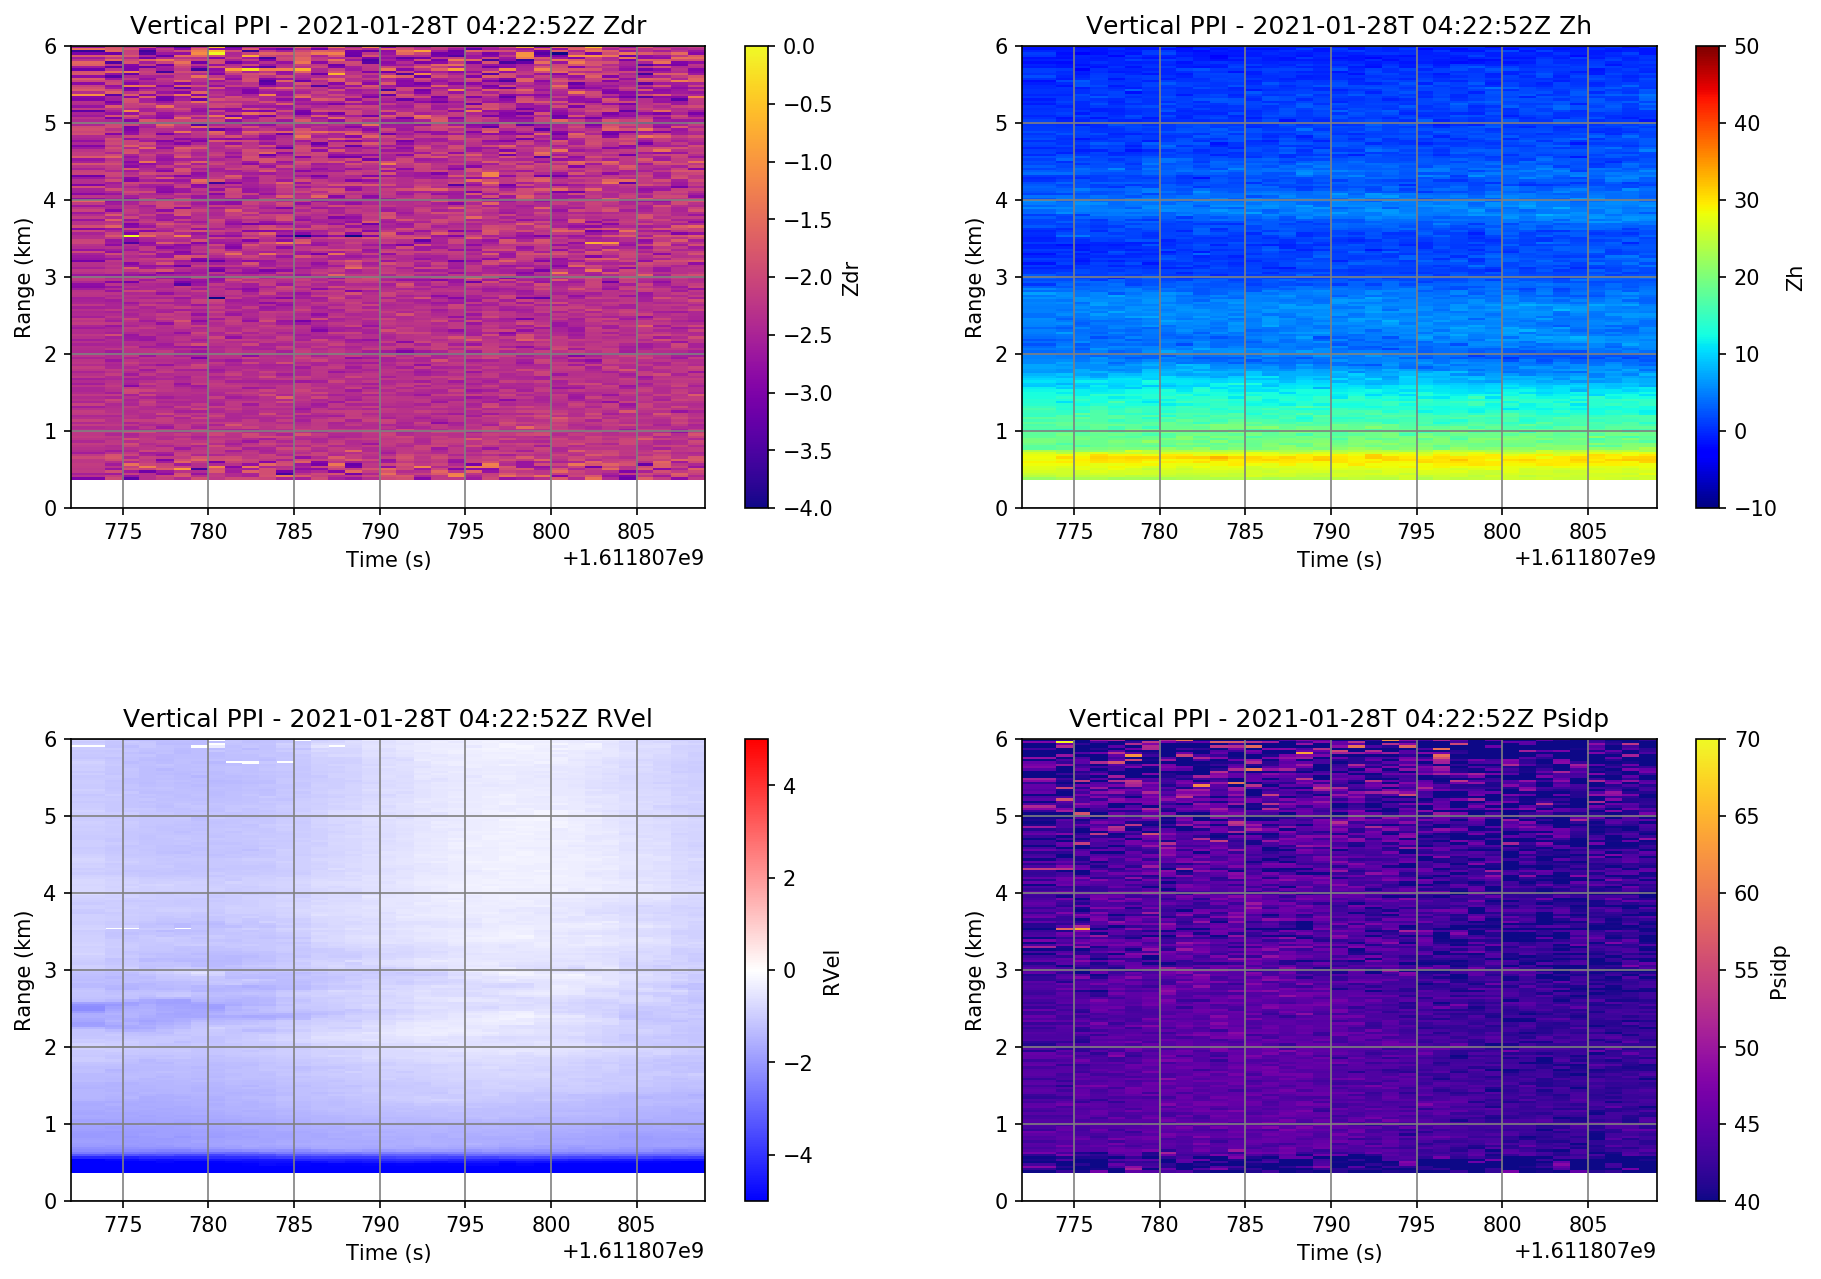 Vertical PPI - 2021-01-28T 04:22:52Z Zdr
6
5
4
3
2
1
0
Range (km)
775 780 785 790 795 800 805
Time (s)
+1.611807e9
0.0
−0.5
−1.0
−1.5
−2.0
−2.5
−3.0
−3.5
−4.0
Zdr
Vertical PPI - 2021-01-28T 04:22:52Z Zh
6
5
4
3
2
1
0
Range (km)
775 780 785 790 795 800 805
Time (s)
+1.611807e9
50
40
30
20
10
0
−10
Zh
Vertical PPI - 2021-01-28T 04:22:52Z RVel
6
5
4
3
2
1
0
Range (km)
775 780 785 790 795 800 805
Time (s)
+1.611807e9
4
2
0
−2
−4
RVel
Vertical PPI - 2021-01-28T 04:22:52Z Psidp
6
5
4
3
2
1
0
Range (km)
775 780 785 790 795 800 805
Time (s)
+1.611807e9
70
65
60
55
50
45
40
Psidp